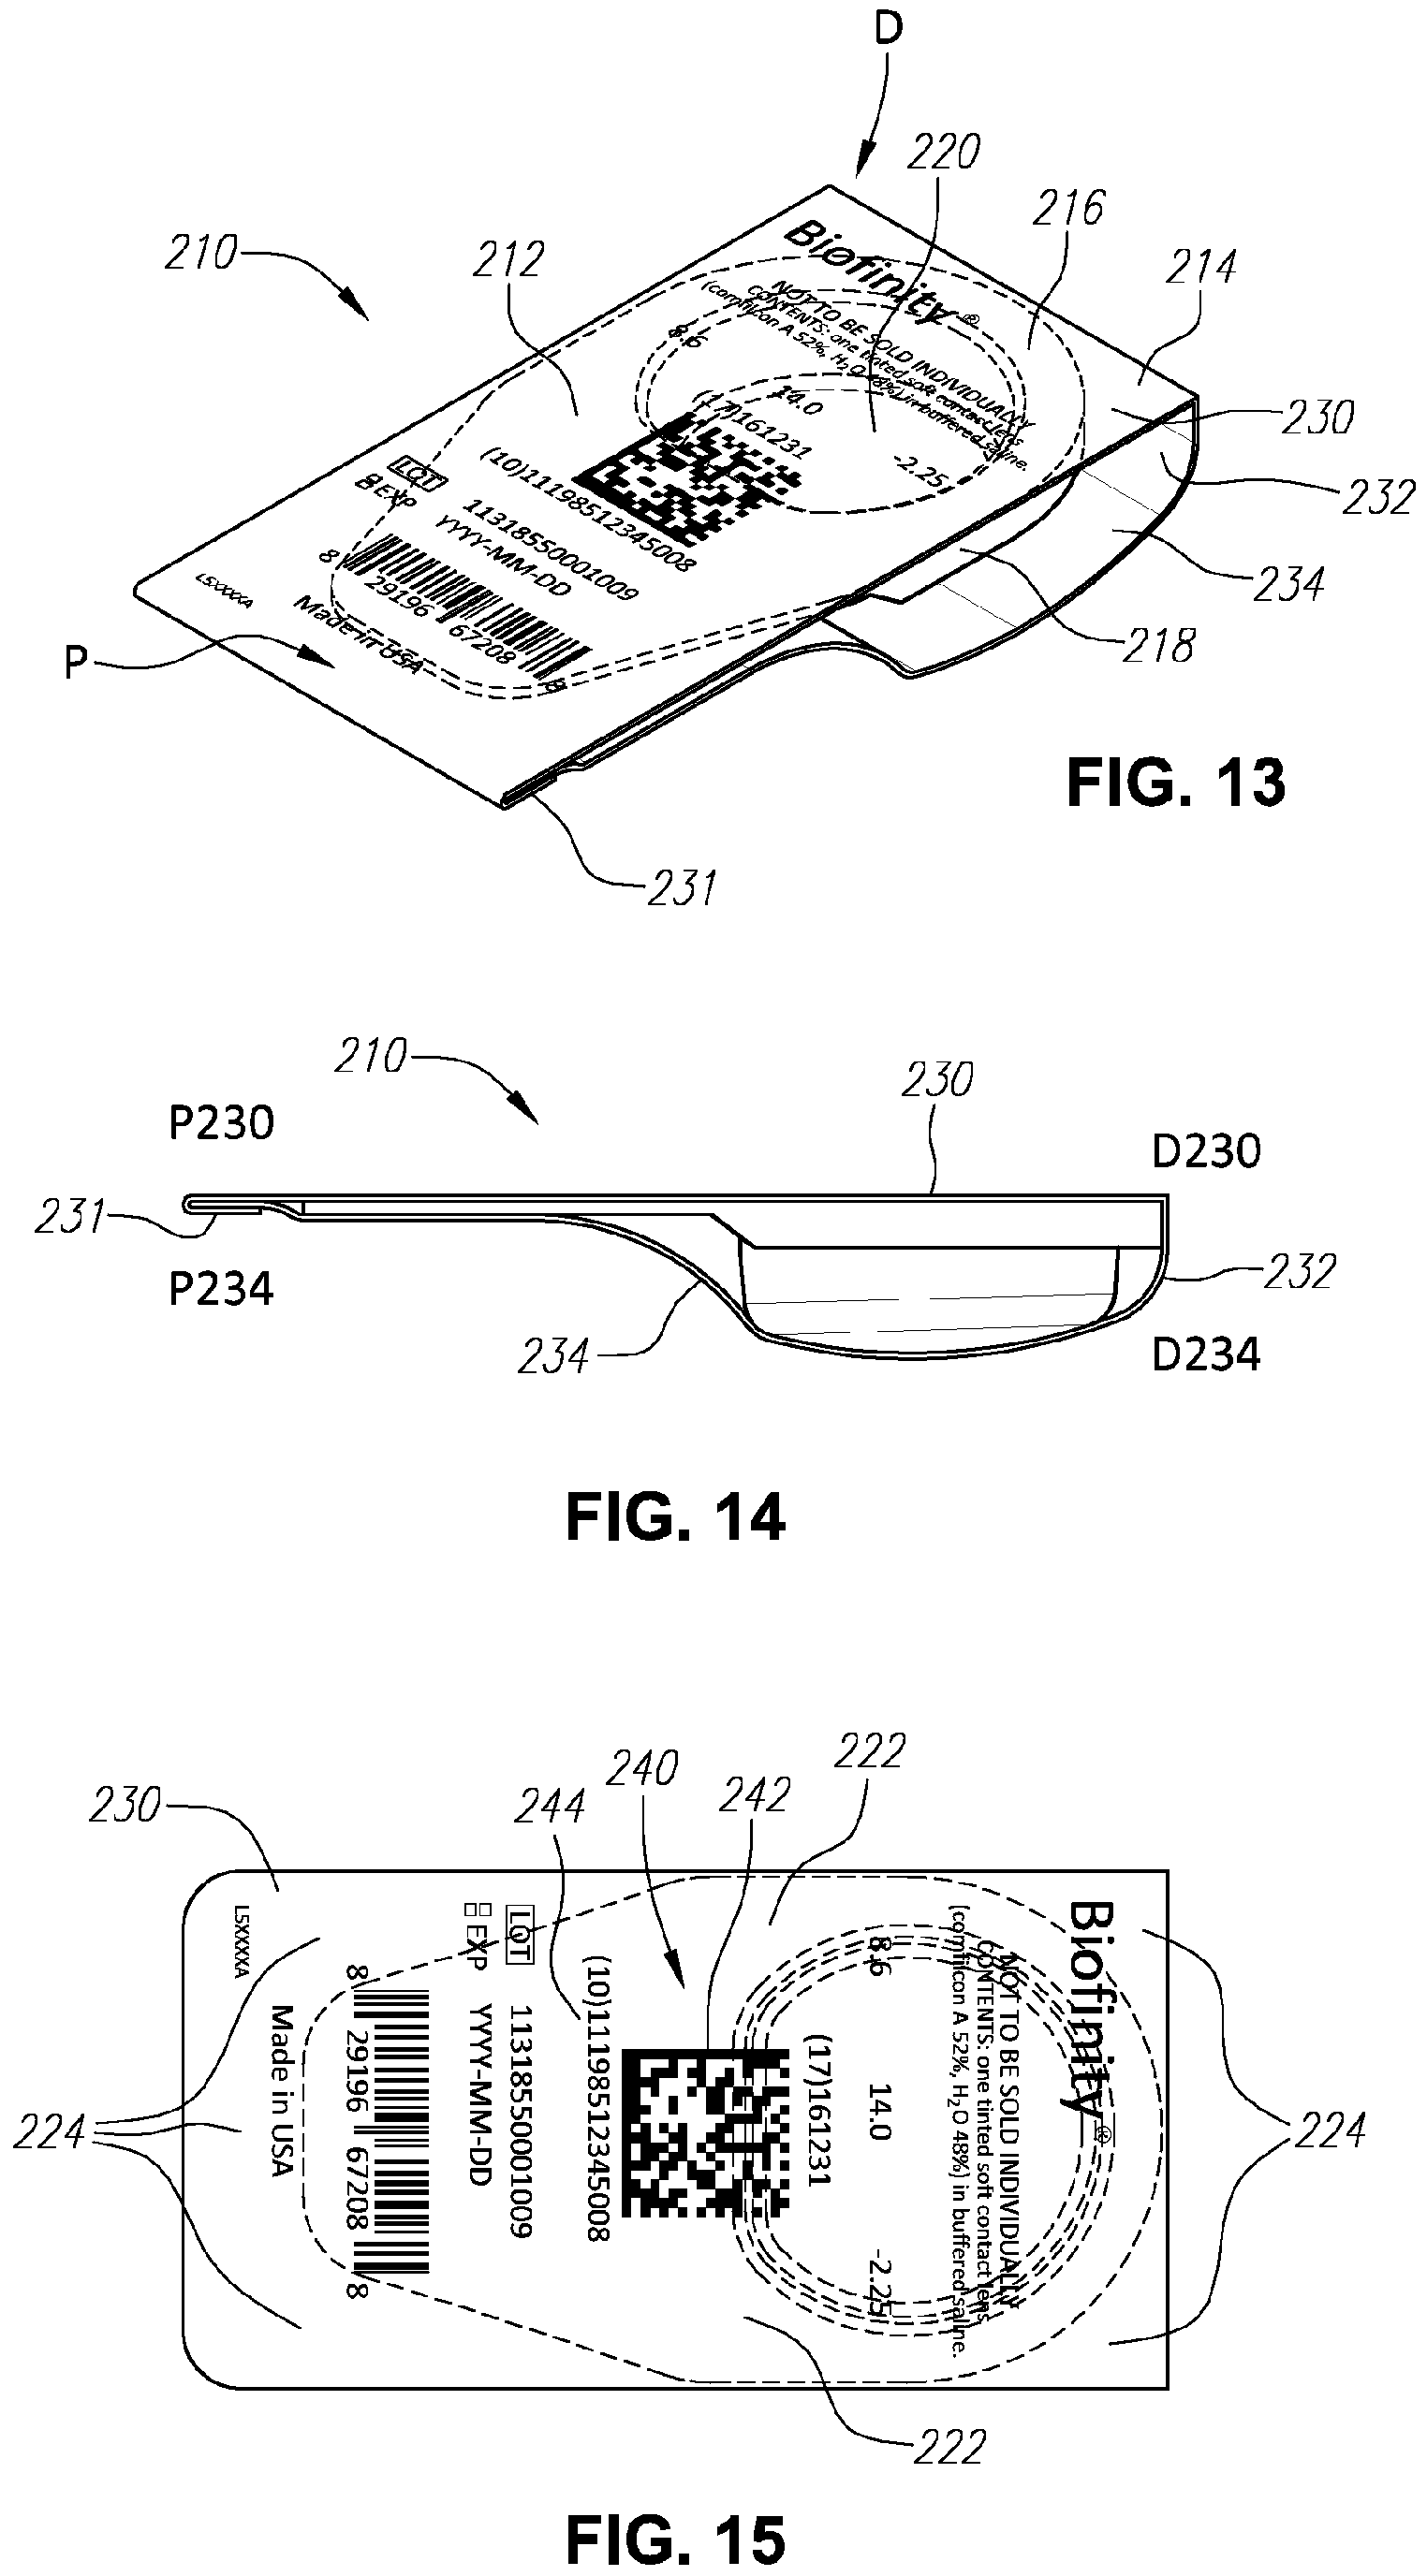 D
220
216
210
212
214
Biofinity®
NOT TO BE SOLD INDIVIDUALLY
CONTENTS: one tinted soft contact lens
(comfilcon A 52%, H2O 48%) in buffered saline.
8.6
14.0
-2.25
(17)161231
(10)11198512345008
230
232
LOT
11318550001009
EXP
YYYY-MM-DD
8 29196 67208 8
234
L5XXXXA
Made in USA
218
P
FIG. 13
231
210
230
P230
D230
231
P234
232
234
D234
FIG. 14
222
240
242
230
244
Biofinity®
NOT TO BE SOLD INDIVIDUALLY
CONTENTS: one tinted soft contact lens
(comfilcon A 52%, H2O 48%) in buffered saline.
8.6 14.0 -2.25
(17)161231
(10)11198512345008
LOT 11318550001009
EXP YYYY-MM-DD
8 29196 67208 8
Made in USA
L5XXXXA
224
224
222
FIG. 15